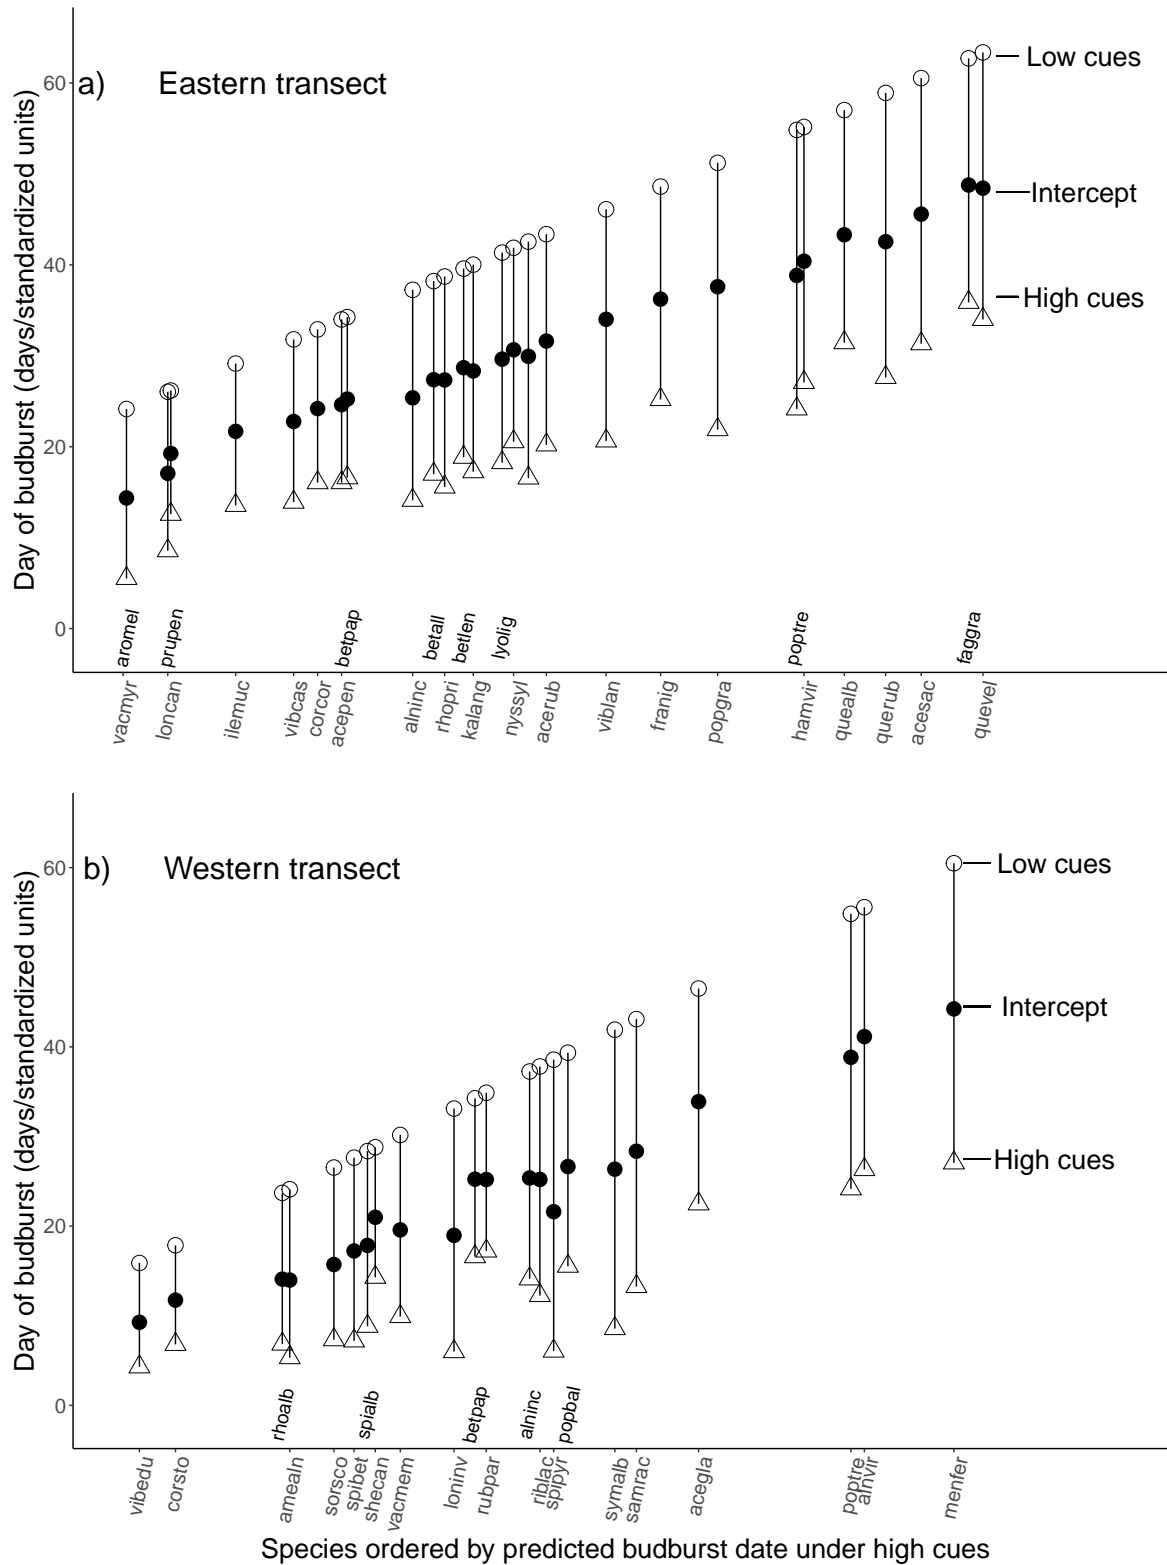 a) Eastern transect
Low cues
Intercept
High cues
Day of budburst (days/standardized units)
60
40
20
0
aromel prupen betpap betall betlen lyolig poptre faggra
vacmyr loncan ilemuc vibcas corcor acepen alninc rhopri kalang nyssyl acerub viblan franig popgra hamvir quealb querub acesac quevel
b) Western transect
Low cues
Intercept
High cues
Day of budburst (days/standardized units)
60
40
20
0
rhoalb spialb betpap alninc popbal
vibedu corsto amealn sorsco spibet shecan vacmem loninv rubpar riblac spipyr symalb samrac acegla poptre alnvir menfer
Species ordered by predicted budburst date under high cues